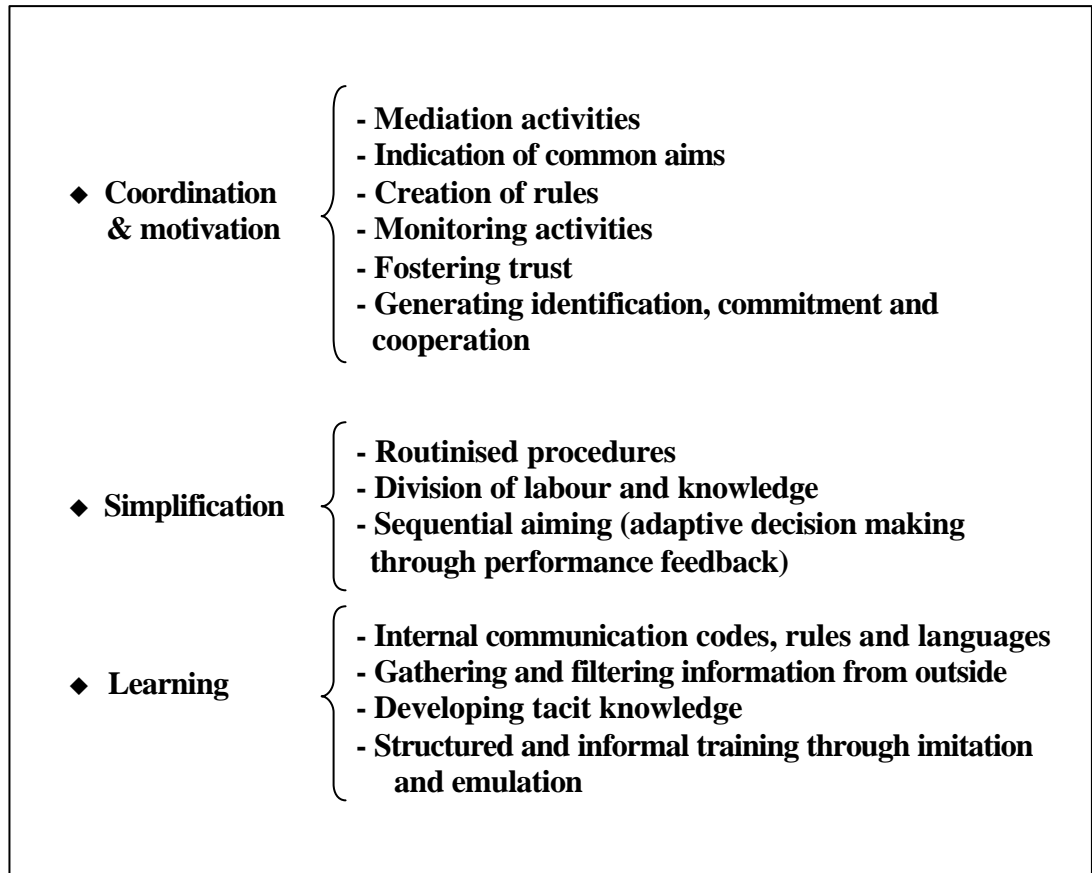 ◆ Coordination
& motivation
- Mediation activities
- Indication of common aims
- Creation of rules
- Monitoring activities
- Fostering trust
- Generating identification, commitment and
cooperation
◆ Simplification
- Routinised procedures
- Division of labour and knowledge
- Sequential aiming (adaptive decision making
through performance feedback)
◆ Learning
- Internal communication codes, rules and languages
- Gathering and filtering information from outside
- Developing tacit knowledge
- Structured and informal training through imitation
and emulation